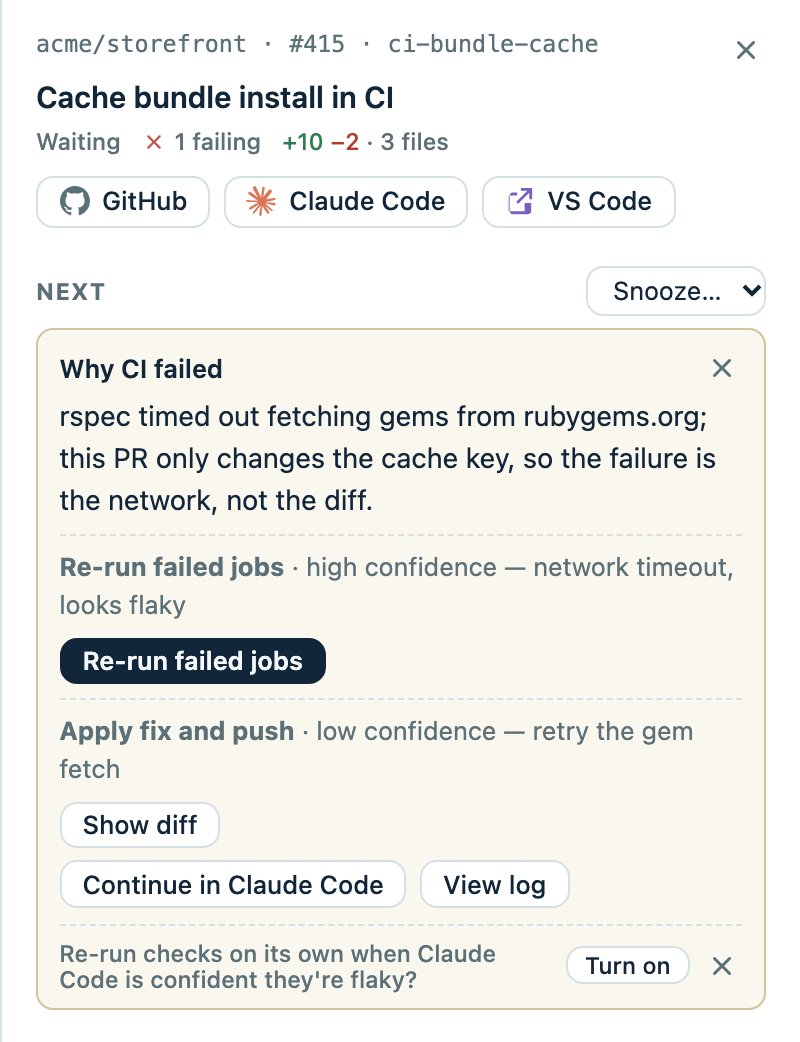 acme/storefront · #415 · ci-bundle-cache
Cache bundle install in CI
Waiting × 1 failing +10 −2 · 3 files
GitHub Claude Code VS Code
NEXT Snooze...
Why CI failed
rspec timed out fetching gems from rubygems.org;
this PR only changes the cache key, so the failure is
the network, not the diff.
Re-run failed jobs · high confidence — network timeout,
looks flaky
Re-run failed jobs
Apply fix and push · low confidence — retry the gem
fetch
Show diff
Continue in Claude Code View log
Re-run checks on its own when Claude
Code is confident they're flaky?
Turn on